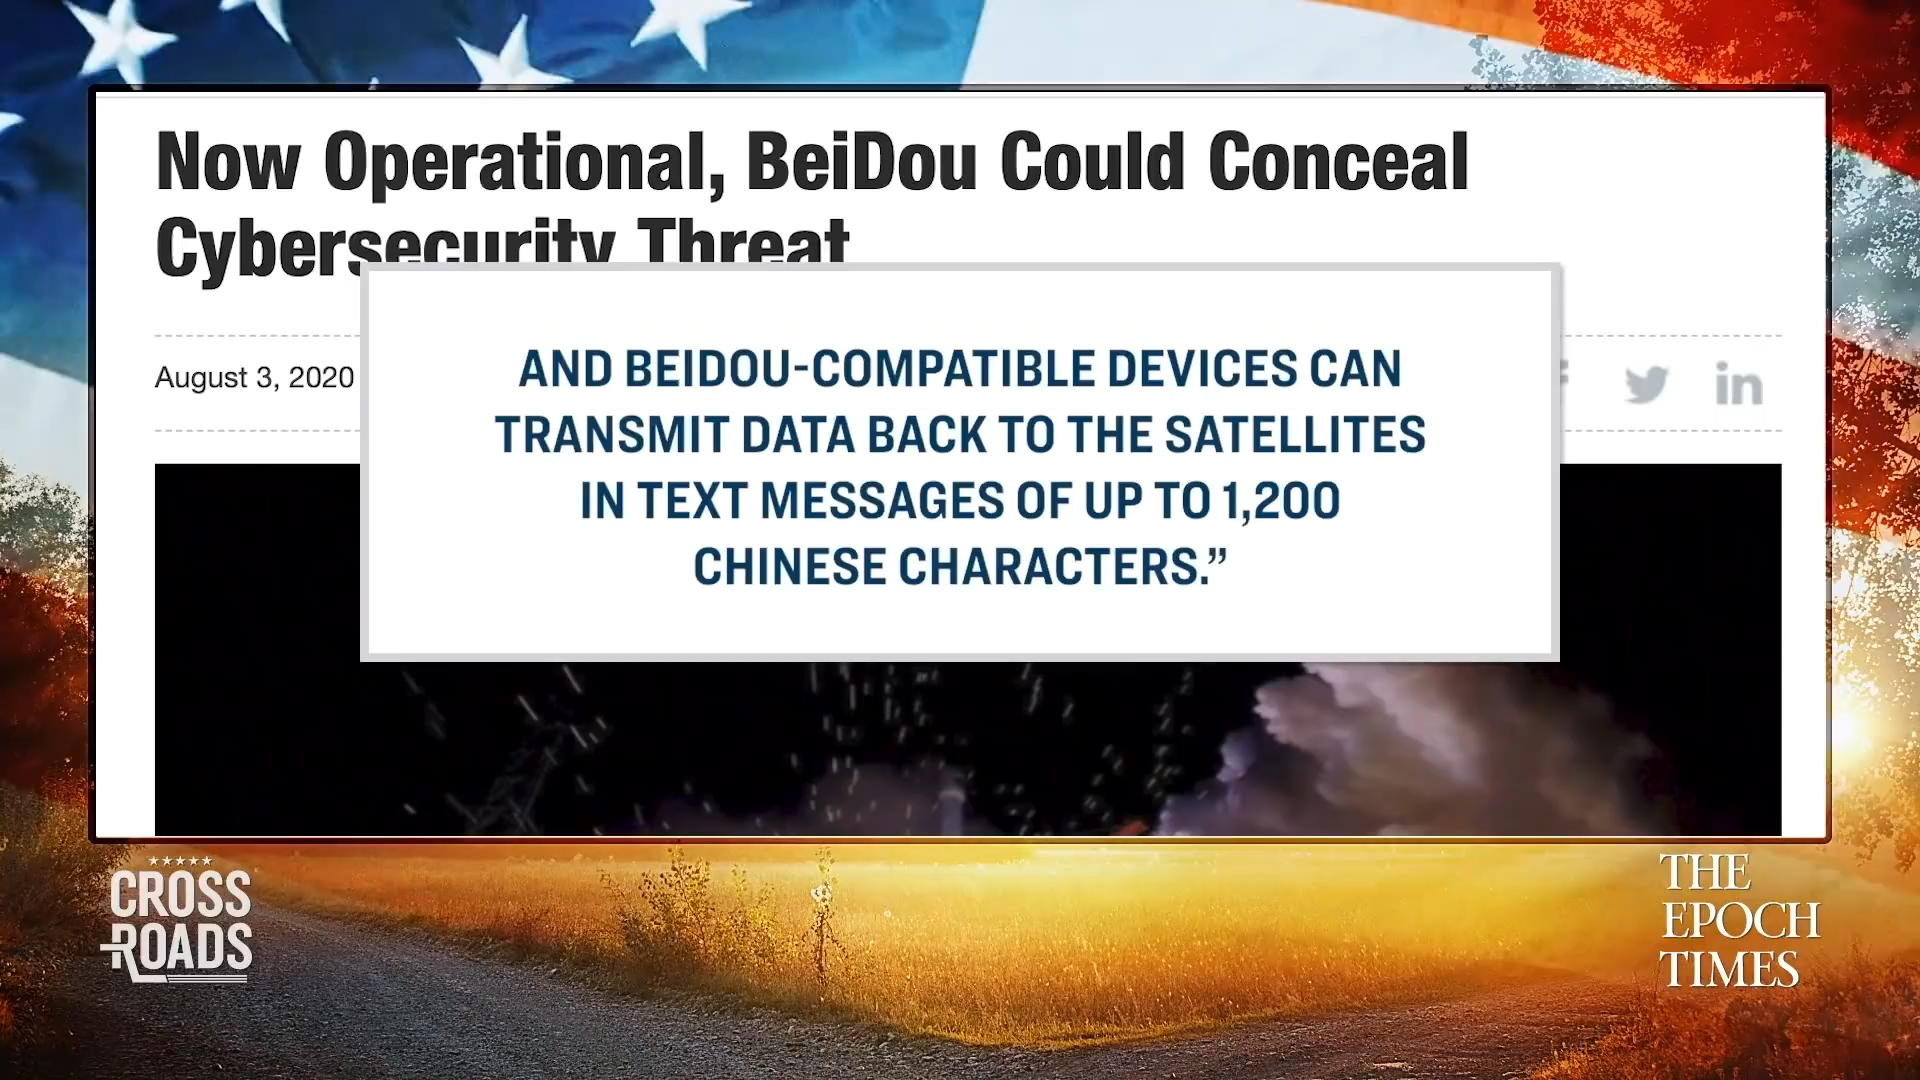 Now Operational, BeiDou Could Conceal
Cybersecurity Threat
August 3, 2020
AND BEIDOU-COMPATIBLE DEVICES CAN
TRANSMIT DATA BACK TO THE SATELLITES
IN TEXT MESSAGES OF UP TO 1,200
CHINESE CHARACTERS.”
in
CROSS
ROADS
THE
EPOCH
TIMES